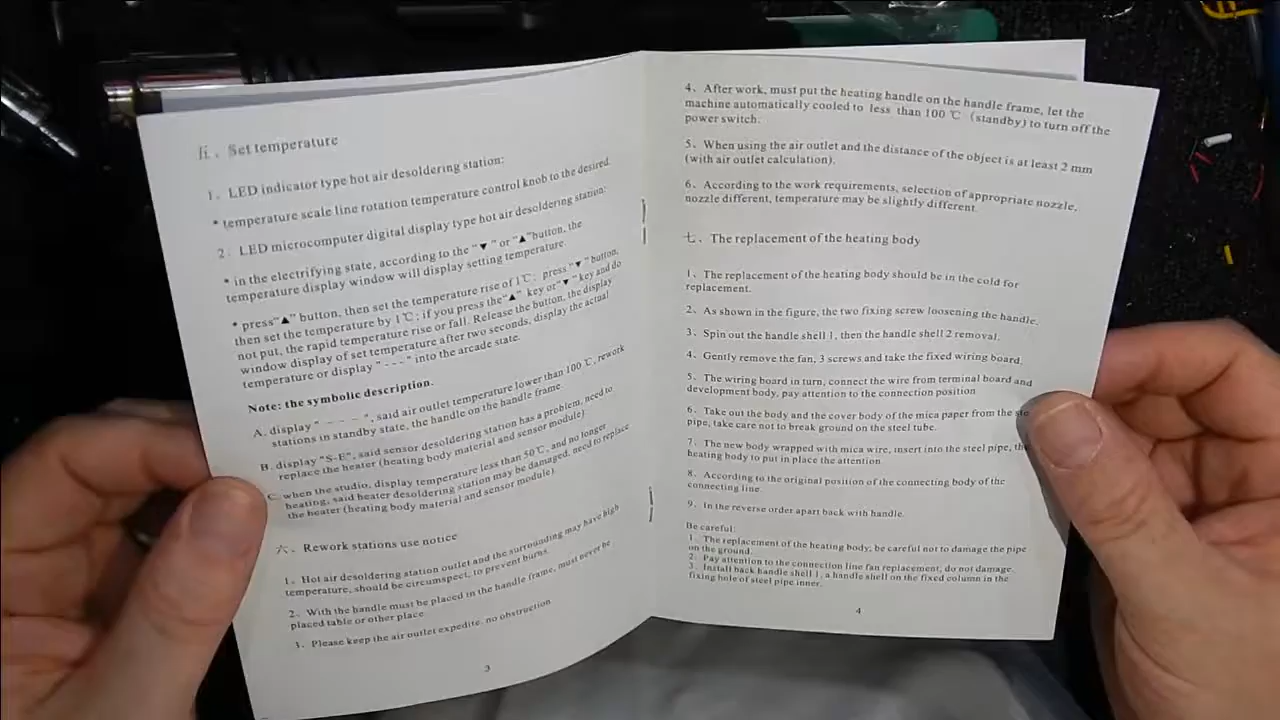 五、Set temperature
1、LED indicator type hot air desoldering station:
* temperature scale line rotation temperature control knob to the desired.
2、LED microcomputer digital display type hot air desoldering station:
* in the electrifying state, according to the "▼" or "▲"button, the
temperature display window will display setting temperature.
* press"▲" button, then set the temperature rise of 1℃; press "▼" button,
then set the temperature by 1℃; if you press the"▲" key or"▼" key and do
not put, the rapid temperature rise or fall. Release the button, the display
window display of set temperature after two seconds, display the actual
temperature or display "---" into the arcade state.
Note: the symbolic description.
A. display "---", said air outlet temperature lower than 100℃, rework
stations in standby state, the handle on the handle frame.
B. display "S-E", said sensor desoldering station has a problem, need to
replace the heater (heating body material and sensor module).
C. when the studio, display temperature less than 50℃, and no longer
heating, said heater desoldering station may be damaged, need to replace
the heater (heating body material and sensor module).
六、Rework stations use notice
1、Hot air desoldering station outlet and the surrounding may have high
temperature, should be circumspect, to prevent burns.
2、With the handle must be placed in the handle frame, must never be
placed table or other place
3、Please keep the air outlet expedite, no obstruction
3
4、After work, must put the heating handle on the handle frame, let the
machine automatically cooled to less than 100℃ (standby) to turn off the
power switch.
5、When using the air outlet and the distance of the object is at least 2 mm
(with air outlet calculation).
6、According to the work requirements, selection of appropriate nozzle,
nozzle different, temperature may be slightly different.
七、The replacement of the heating body
1、The replacement of the heating body should be in the cold for
replacement.
2、As shown in the figure, the two fixing screw loosening the handle.
3、Spin out the handle shell 1, then the handle shell 2 removal.
4、Gently remove the fan, 3 screws and take the fixed wiring board.
5、The wiring board in turn, connect the wire from terminal board and
development body, pay attention to the connection position
6、Take out the body and the cover body of the mica paper from the
pipe, take care not to break ground on the steel tube.
7、The new body wrapped with mica wire, insert into the steel pipe, the
heating body to put in place the attention.
8、According to the original position of the connecting body of the
connecting line.
9、In the reverse order apart back with handle.
Be careful:
1、The replacement of the heating body, be careful not to damage the pipe
on the ground.
2、Pay attention to the connection line fan replacement, do not damage.
3、Install back handle shell 1, a handle shell on the fixed column in the
fixing hole of steel pipe inner.
4